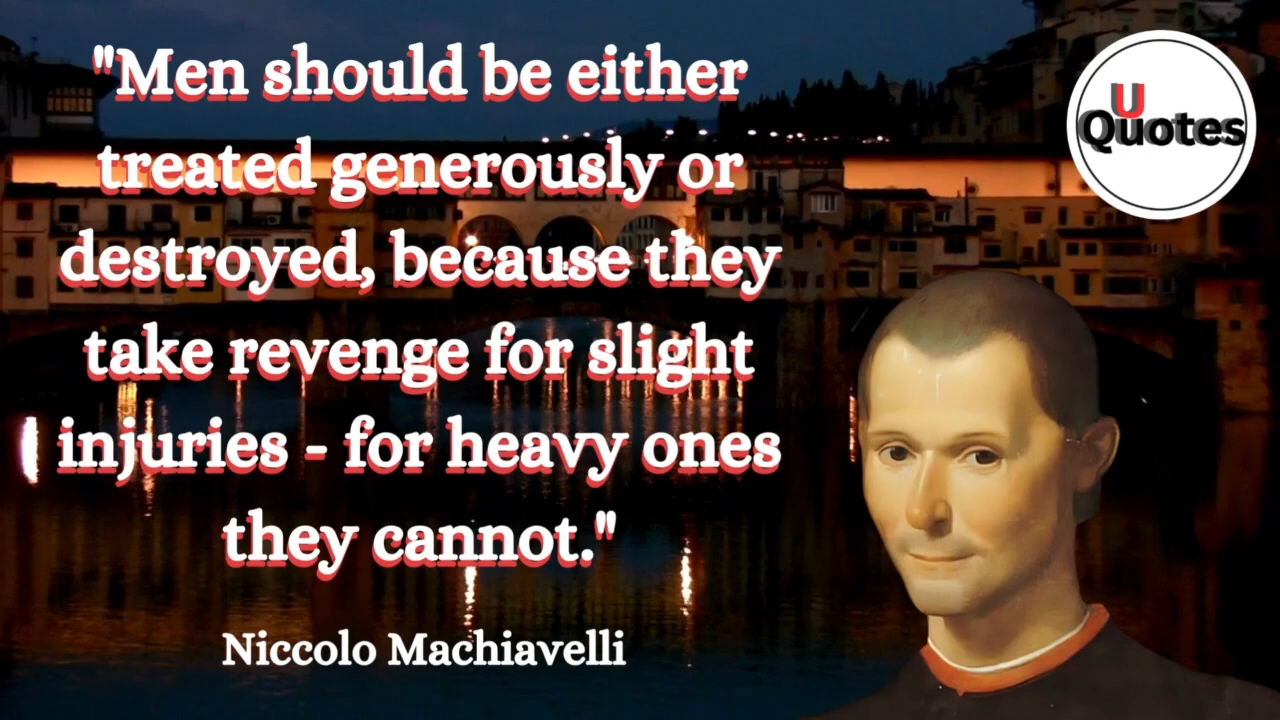 "Men should be either
treated generously or
destroyed, because they
take revenge for slight
injuries - for heavy ones
they cannot."
Niccolo Machiavelli
U
Quotes